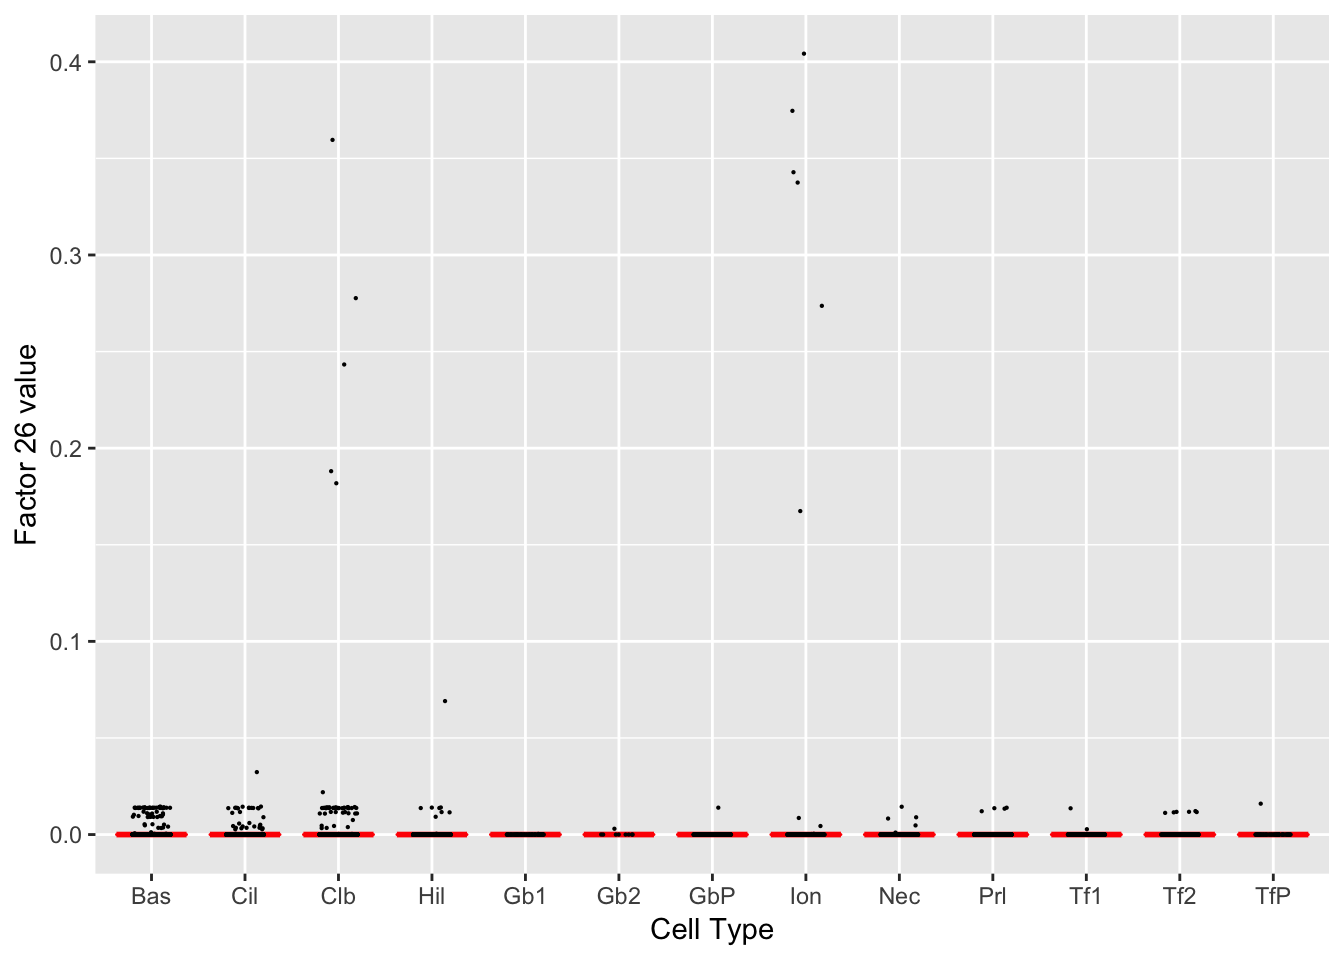 Factor 26 value
0.4
0.3
0.2
0.1
0.0
Bas Cil Clb Hil Gb1 Gb2 GbP Ion Nec Prl Tf1 Tf2 TfP
Cell Type